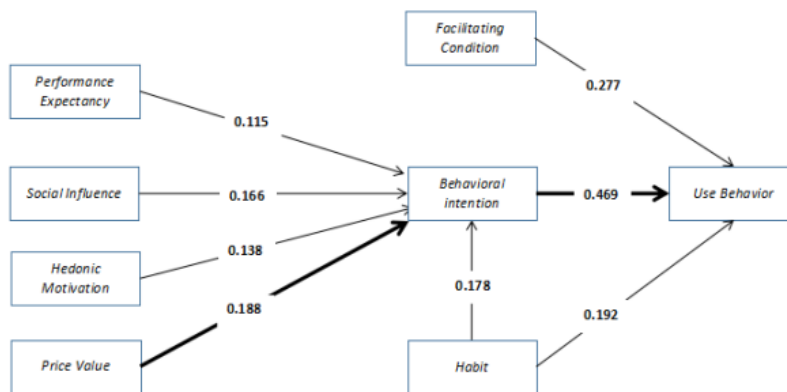 Facilitating
Condition
Performance
Expectancy
0.277
0.115
Social Influence
0.166
Behavioral
intention
0.469
Use Behavior
0.138
Hedonic
Motivation
0.188
0.178
0.192
Price Value
Habit